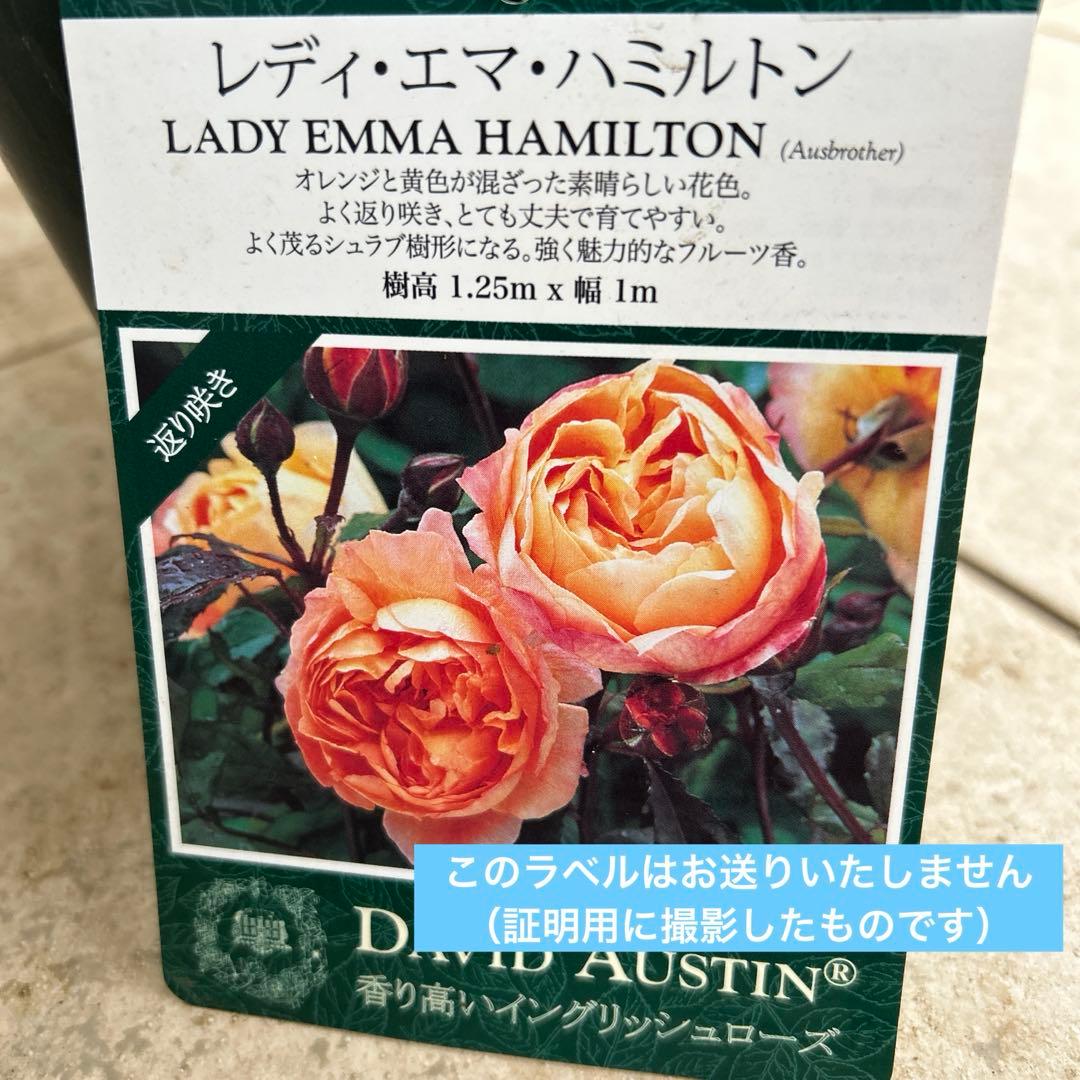 レディ・エマ・ハミルトン
LADY EMMA HAMILTON (Ausbrother)
オレンジと黄色が混ざった素晴らしい花色。
よく返り咲き、とても丈夫で育てやすい。
よく茂るシュラブ樹形になる。強く魅力的なフルーツ香。
樹高 1.25m x 幅 1m
返り咲き
このラベルはお送りいたしません
（証明用に撮影したものです）
DAVID AUSTIN®
香り高いイングリッシュローズ